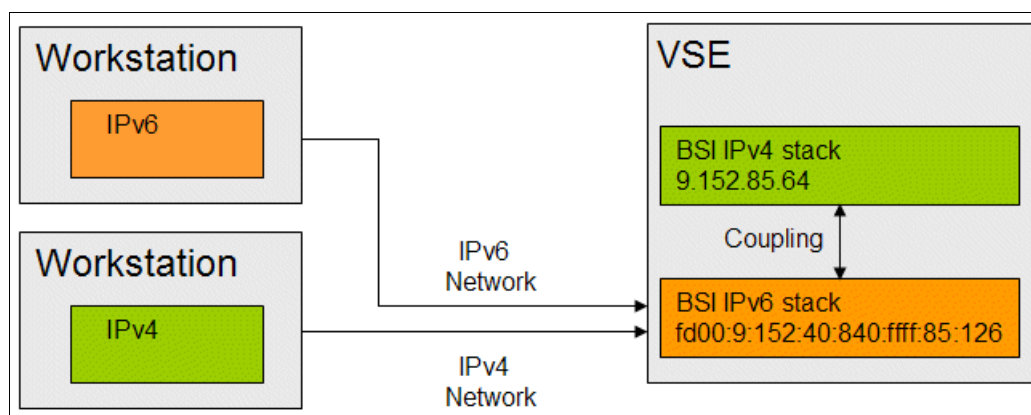 Workstation
IPv6
Workstation
IPv4
IPv6
Network
IPv4
Network
VSE
BSI IPv4 stack
9.152.85.64
Coupling
BSI IPv6 stack
fd00:9:152:40:840:ffff:85:126